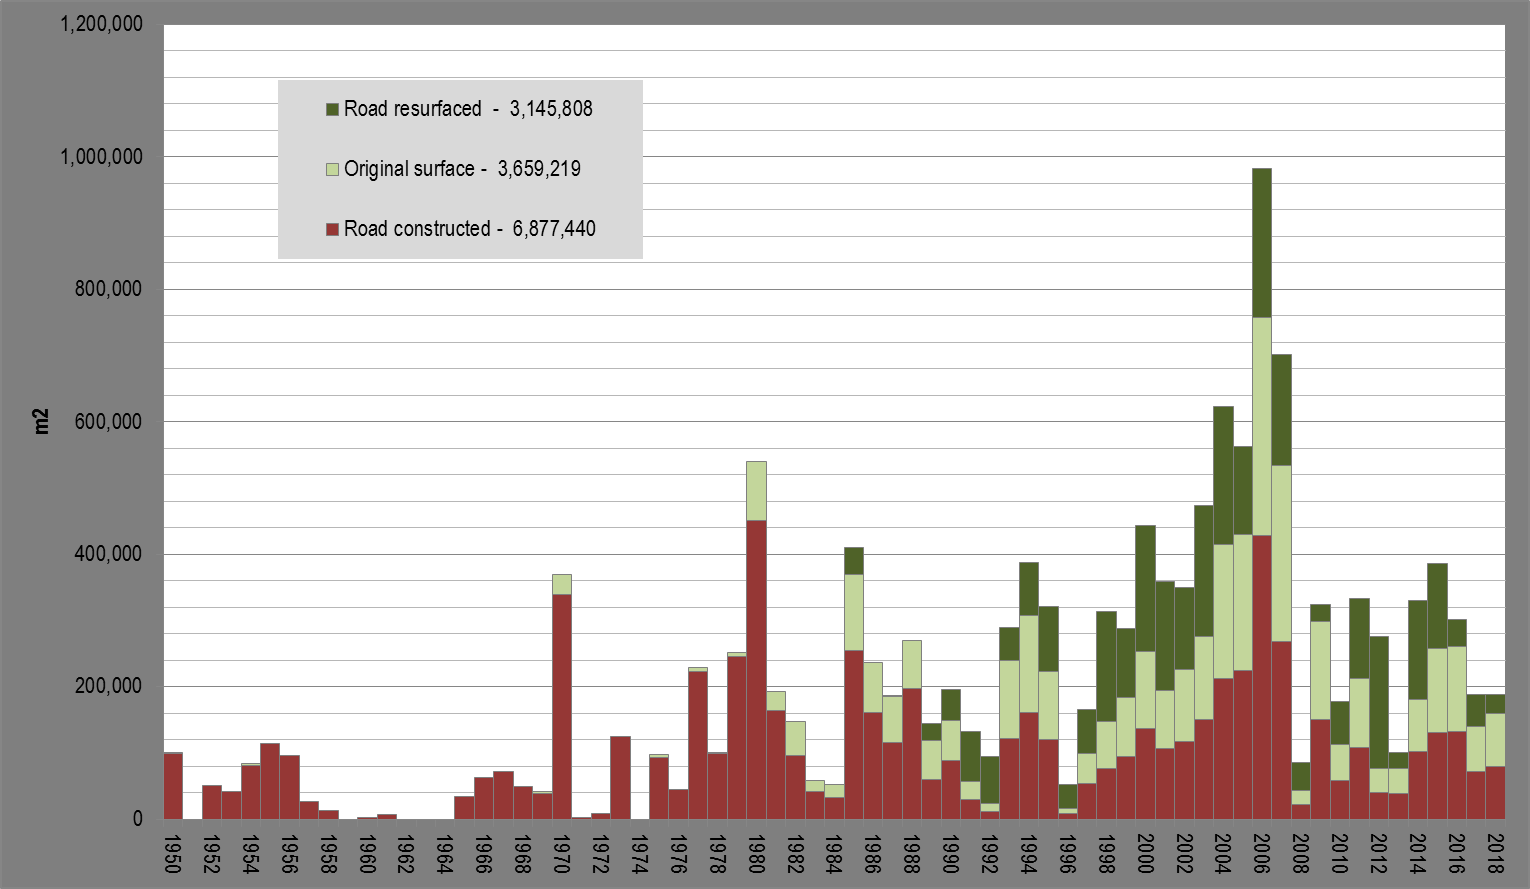 1,200,000
1,000,000
800,000
600,000
400,000
200,000
0
m2
Road resurfaced - 3,145,808
Original surface - 3,659,219
Road constructed - 6,877,440
1950 1952 1954 1956 1958 1960 1962 1964 1966 1968 1970 1972 1974 1976 1978 1980 1982 1984 1986 1988 1990 1992 1994 1996 1998 2000 2002 2004 2006 2008 2010 2012 2014 2016 2018